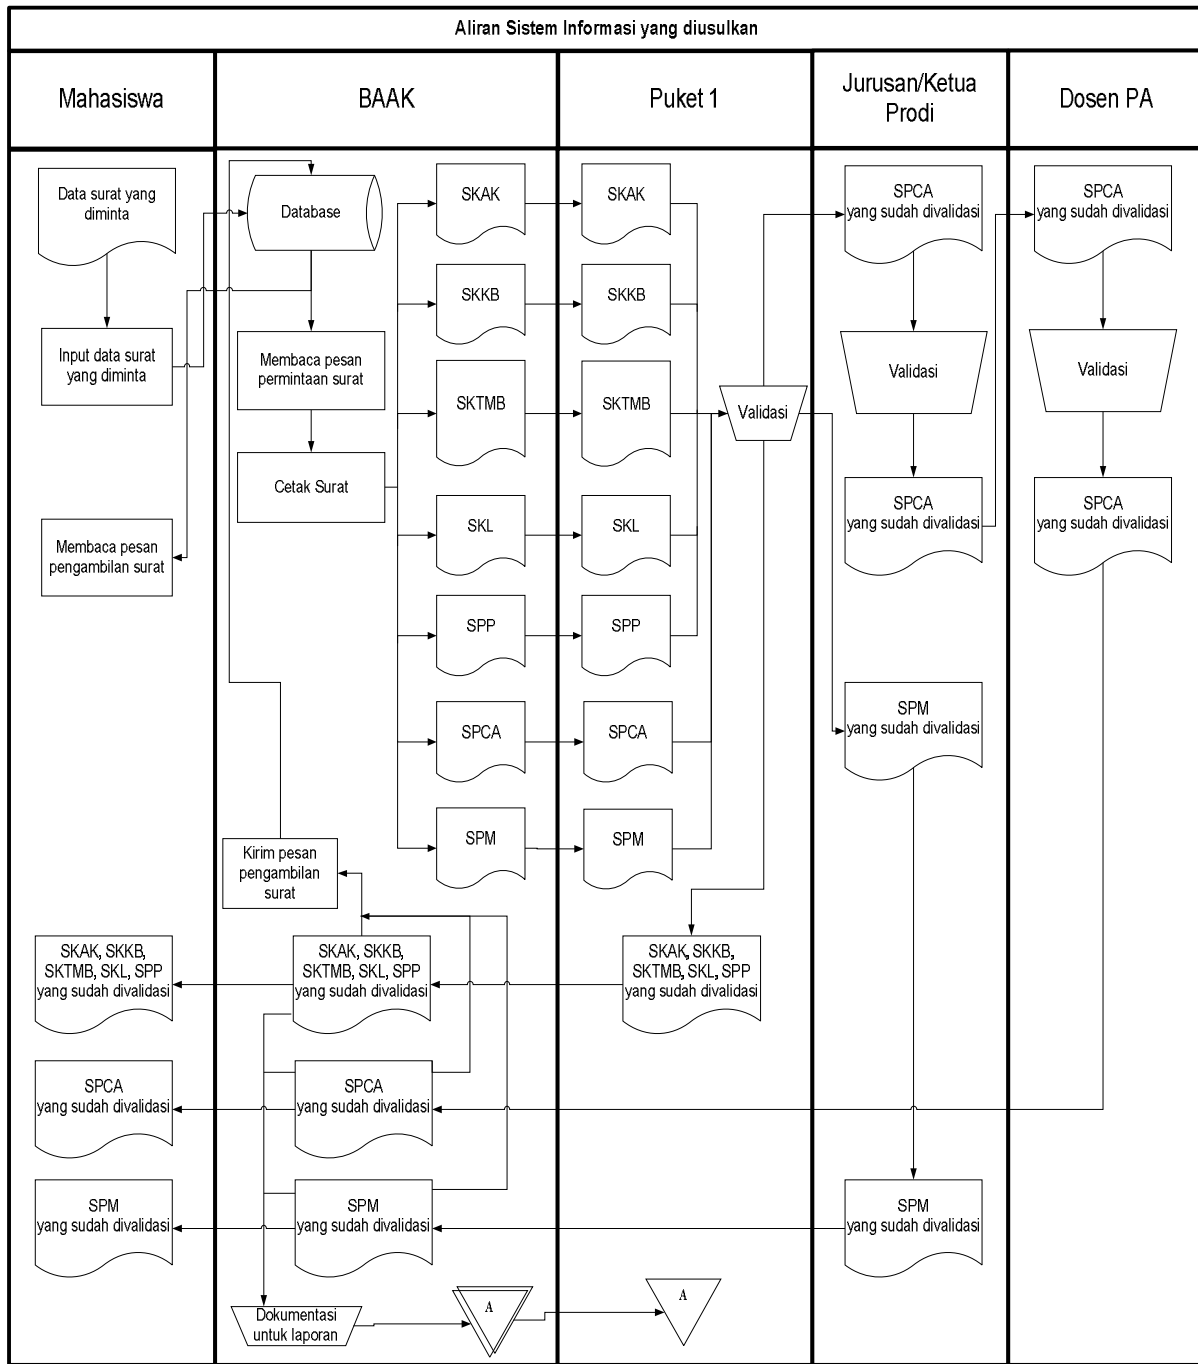 Aliran Sistem Informasi yang diusulkan
Mahasiswa
BAAK
Puket 1
Jurusan/Ketua
Prodi
Dosen PA
Data surat yang
diminta
Input data surat
yang diminta
Membaca pesan
pengambilan surat
SKAK, SKKB,
SKTMB, SKL, SPP
yang sudah divalidasi
SPCA
yang sudah divalidasi
SPM
yang sudah divalidasi
Database
Membaca pesan
permintaan surat
Cetak Surat
SKAK
SKKB
SKTMB
SKL
SPP
SPCA
SPM
Kirim pesan
pengambilan
surat
SKAK, SKKB,
SKTMB, SKL, SPP
yang sudah divalidasi
SPCA
yang sudah divalidasi
SPM
yang sudah divalidasi
Dokumentasi
untuk laporan
A
SKAK
SKKB
SKTMB
SKL
SPP
SPCA
SPM
Validasi
SKAK, SKKB,
SKTMB, SKL, SPP
yang sudah divalidasi
A
SPCA
yang sudah divalidasi
Validasi
SPCA
yang sudah divalidasi
SPM
yang sudah divalidasi
SPM
yang sudah divalidasi
SPCA
yang sudah divalidasi
Validasi
SPCA
yang sudah divalidasi